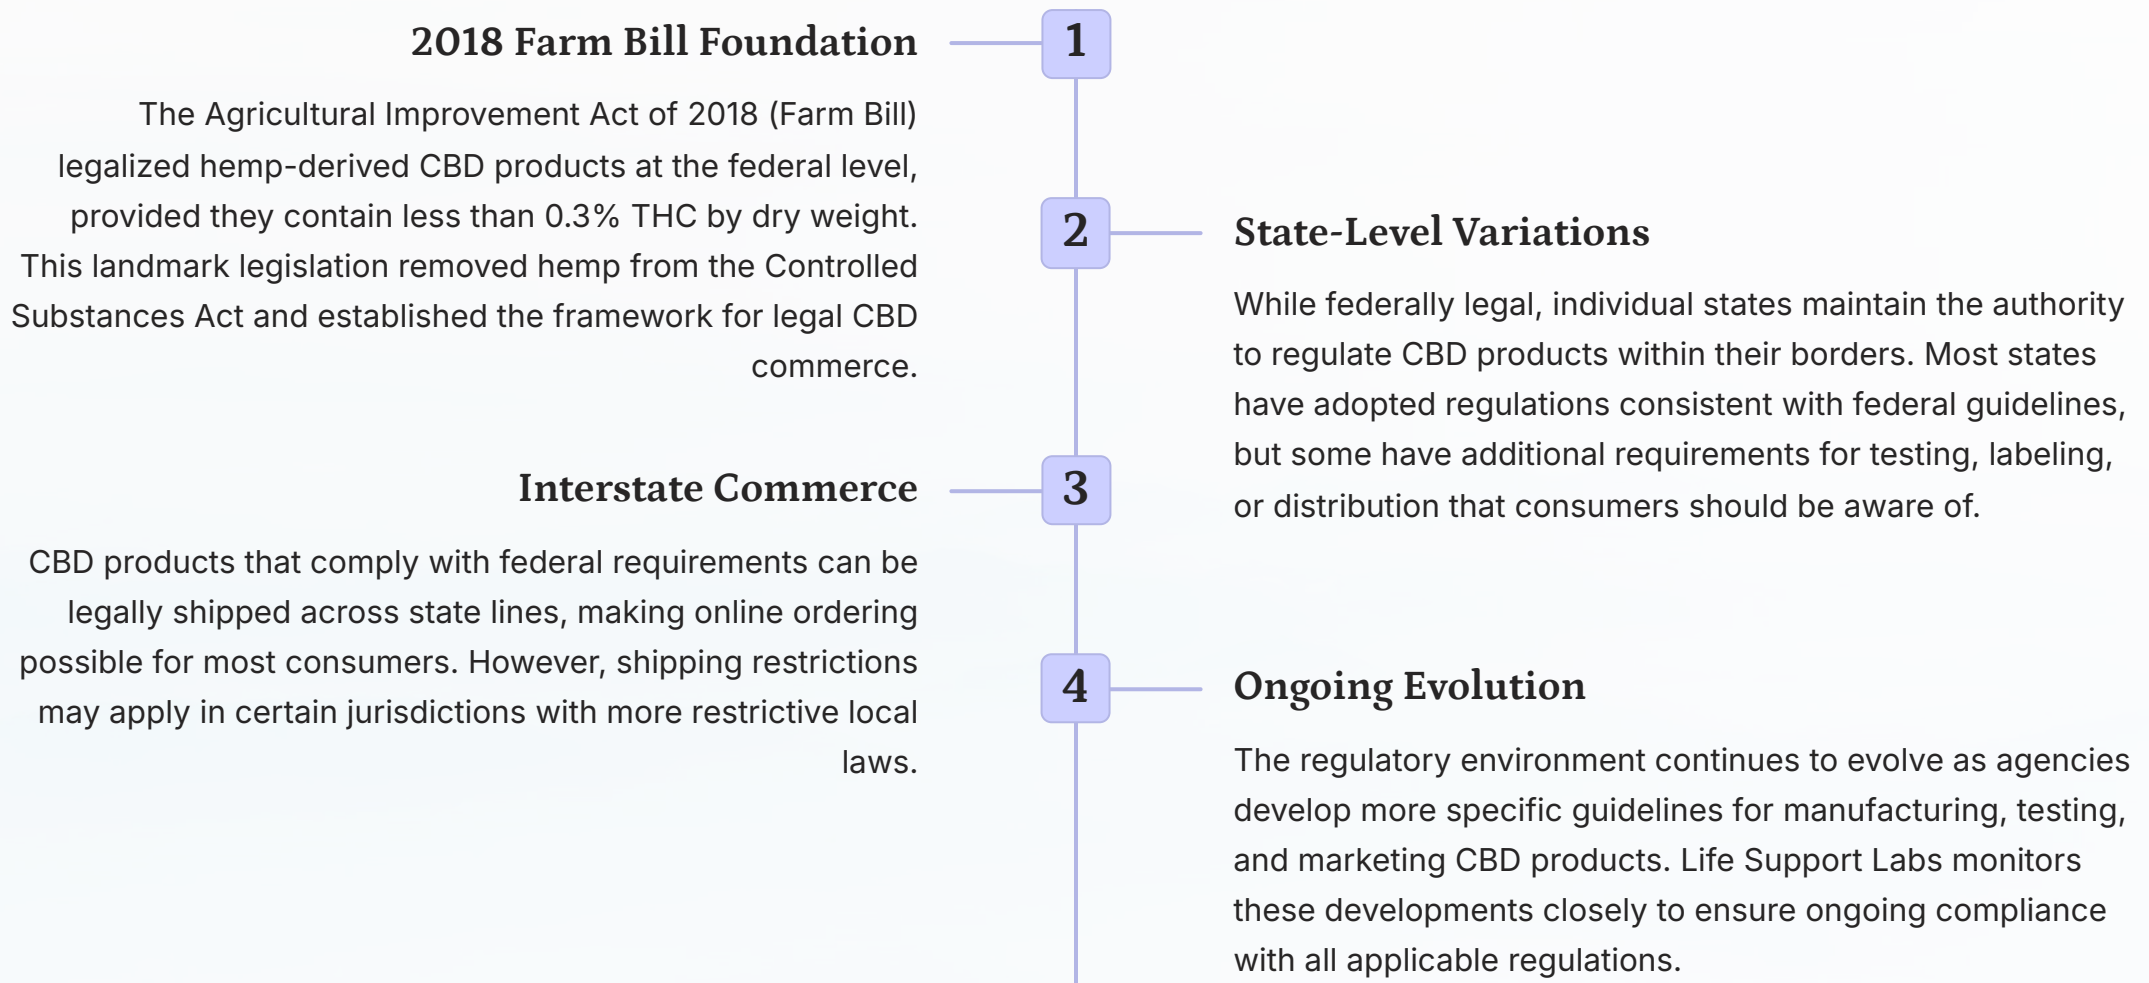 2018 Farm Bill Foundation
1
The Agricultural Improvement Act of 2018 (Farm Bill)
legalized hemp-derived CBD products at the federal level,
provided they contain less than 0.3% THC by dry weight.
This landmark legislation removed hemp from the Controlled
Substances Act and established the framework for legal CBD
commerce.
2
State-Level Variations
While federally legal, individual states maintain the authority
to regulate CBD products within their borders. Most states
have adopted regulations consistent with federal guidelines,
but some have additional requirements for testing, labeling,
or distribution that consumers should be aware of.
Interstate Commerce
3
CBD products that comply with federal requirements can be
legally shipped across state lines, making online ordering
possible for most consumers. However, shipping restrictions
may apply in certain jurisdictions with more restrictive local
laws.
4
Ongoing Evolution
The regulatory environment continues to evolve as agencies
develop more specific guidelines for manufacturing, testing,
and marketing CBD products. Life Support Labs monitors
these developments closely to ensure ongoing compliance
with all applicable regulations.